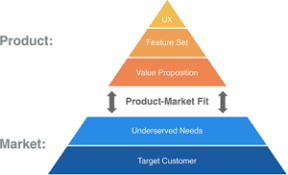 UX
Product:
Feature Set
Value Proposition
Product-Market Fit
Underserved Needs
Market:
Target Customer